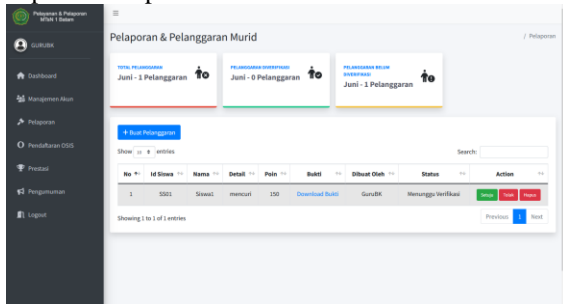 Pelayanan & Pelaporan
MTsN 1 Batam
GURUBK
Dashboard
Manajemen Akun
Pelaporan
Pendaftaran OSIS
Prestasi
Pengumuman
Logout
Pelaporan & Pelanggaran Murid
/ Pelaporan
TOTAL PELANGGARAN
Juni - 1 Pelanggaran
PELANGGARAN DIVERIFIKASI
Juni - 0 Pelanggaran
PELANGGARAN BELUM
DIVERIFIKASI
Juni - 1 Pelanggaran
+ Buat Pelanggaran
Show 10 entries
Search:
No Id Siswa Nama Detail Poin Bukti Dibuat Oleh Status Action
1 SS01 Siswa1 mencuri 150 Download Bukti GuruBK Menunggu Verifikasi Setuju Tolak Hapus
Showing 1 to 1 of 1 entries
Previous 1 Next